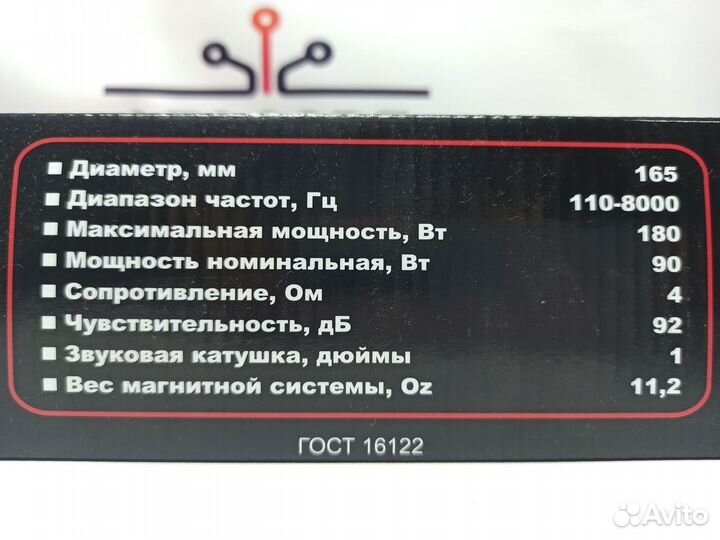 Диаметр, мм 165
Диапазон частот, Гц 110-8000
Максимальная мощность, Вт 180
Мощность номинальная, Вт 90
Сопротивление, Ом 4
Чувствительность, дБ 92
Звуковая катушка, дюймы 1
Вес магнитной системы, Oz 11,2
ГОСТ 16122
Avito